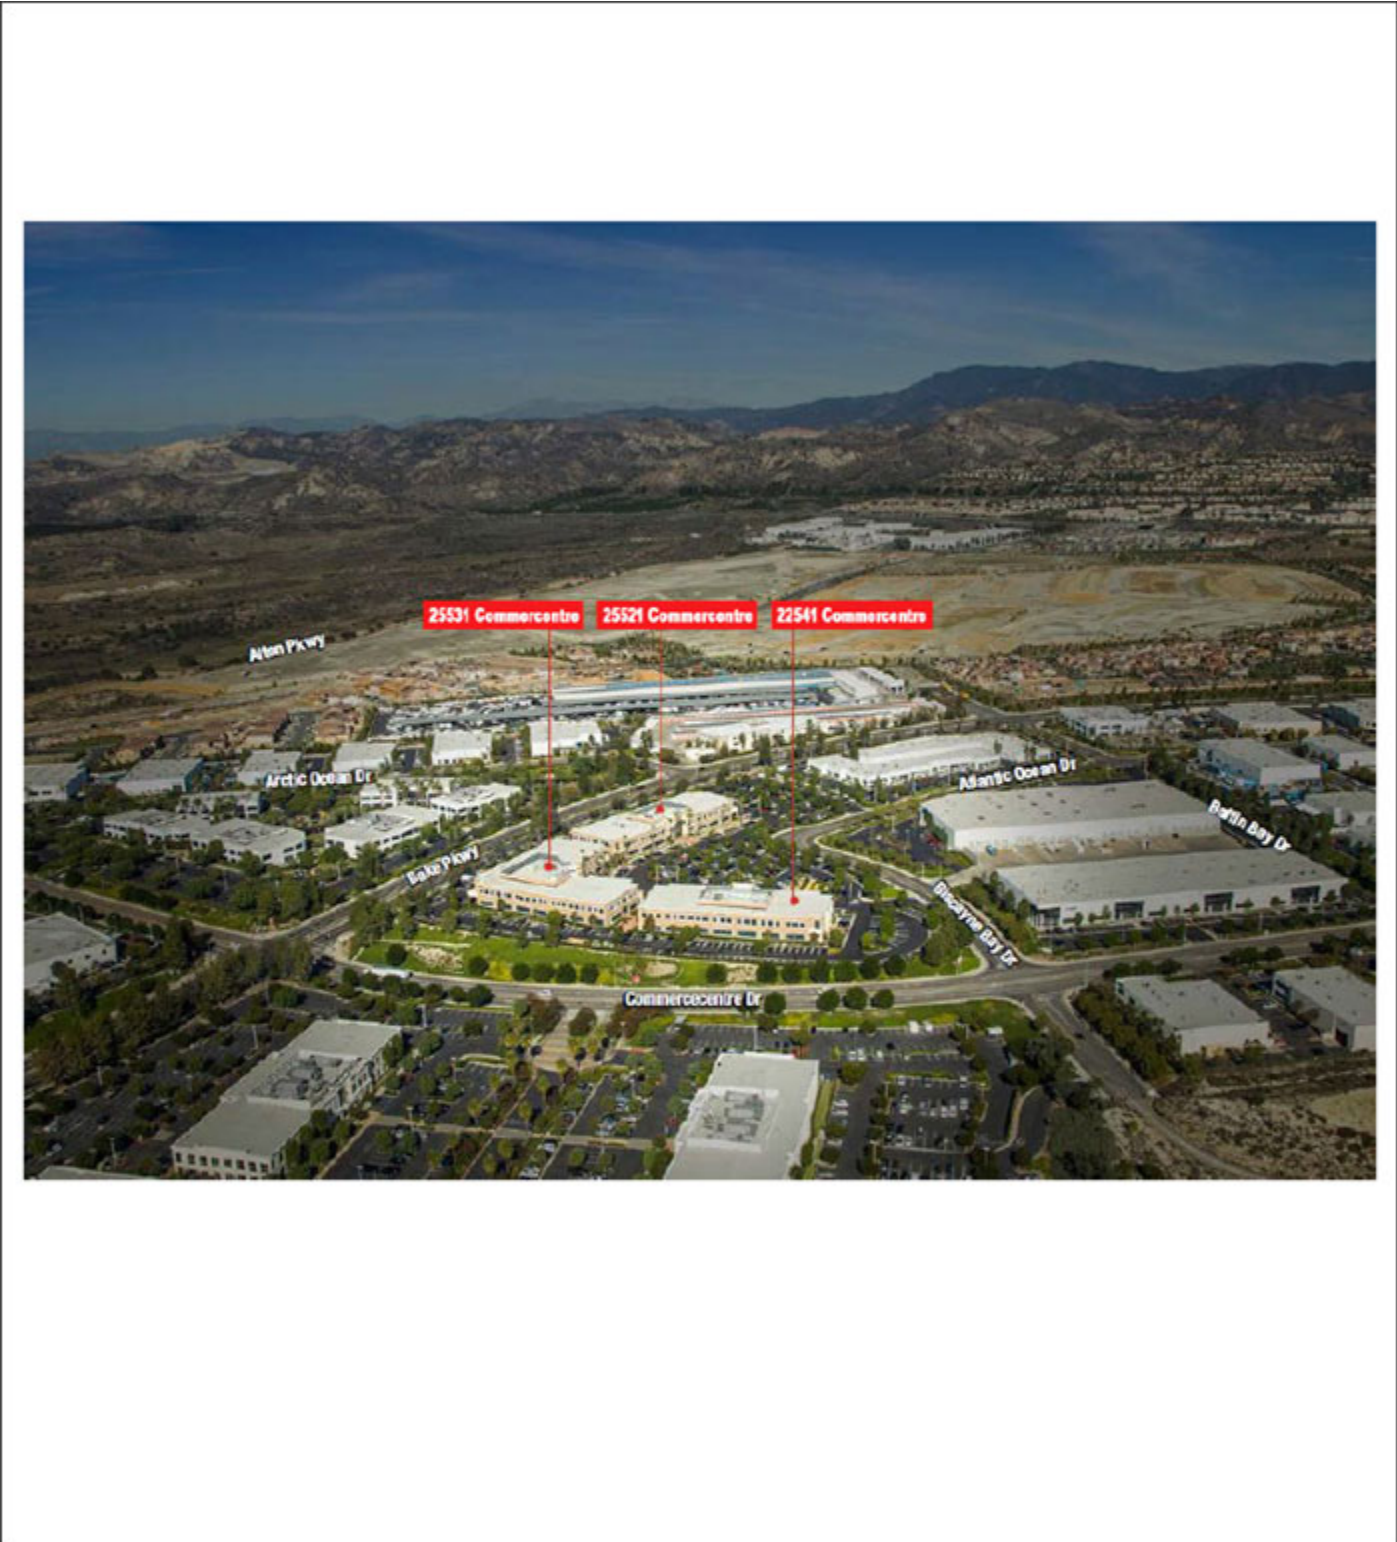 25531 Commercentre
25521 Commercentre
22541 Commercentre
Alton Pkwy
Arctic Ocean Dr
Atlantic Ocean Dr
Baffin Bay Dr
Bake Pkwy
Biscayne Bay Dr
Commercecentre Dr